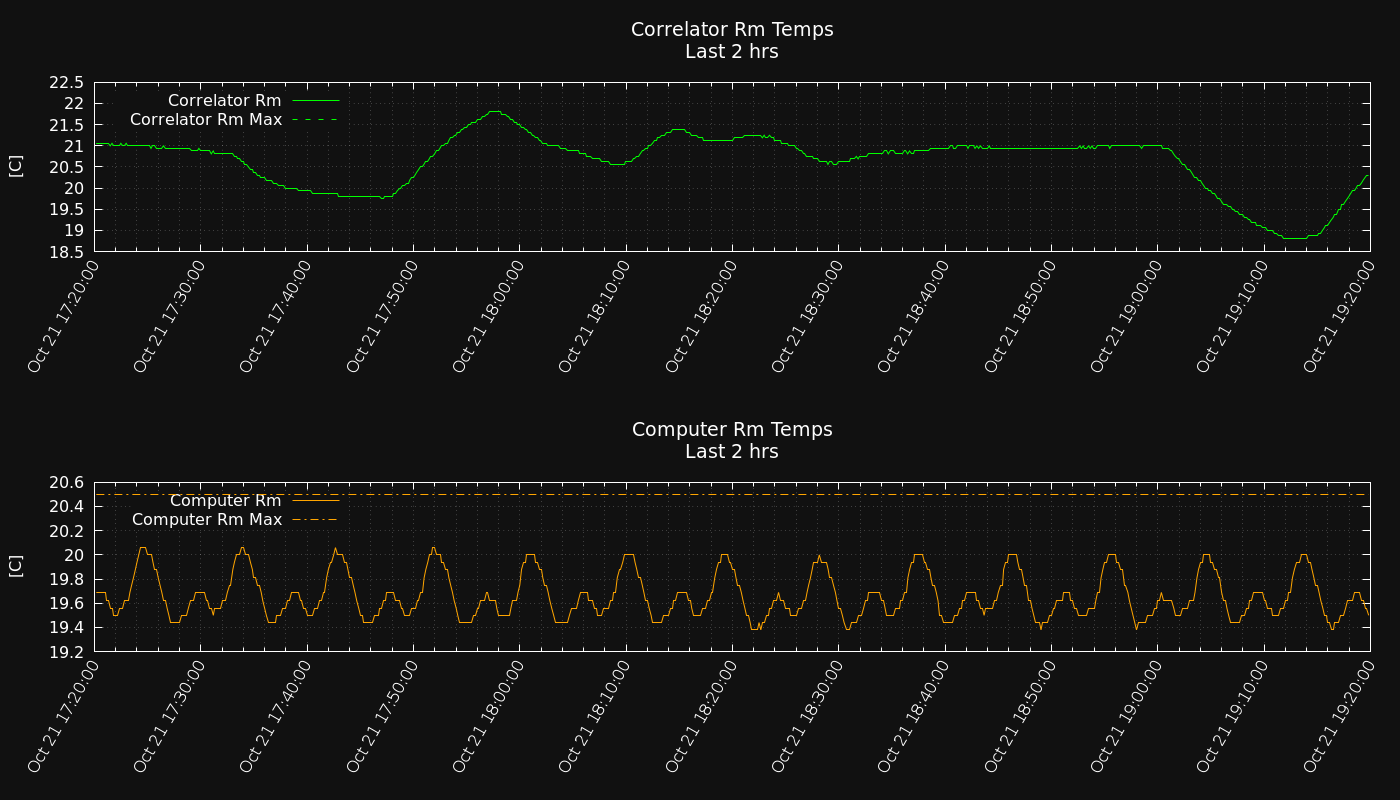 Correlator Rm Temps
Last 2 hrs
Correlator Rm
Correlator Rm Max
[C]
22.5
22
21.5
21
20.5
20
19.5
19
18.5
Oct 21 17:20:00
Oct 21 17:30:00
Oct 21 17:40:00
Oct 21 17:50:00
Oct 21 18:00:00
Oct 21 18:10:00
Oct 21 18:20:00
Oct 21 18:30:00
Oct 21 18:40:00
Oct 21 18:50:00
Oct 21 19:00:00
Oct 21 19:10:00
Oct 21 19:20:00
Computer Rm Temps
Last 2 hrs
Computer Rm
Computer Rm Max
[C]
20.6
20.4
20.2
20
19.8
19.6
19.4
19.2
Oct 21 17:20:00
Oct 21 17:30:00
Oct 21 17:40:00
Oct 21 17:50:00
Oct 21 18:00:00
Oct 21 18:10:00
Oct 21 18:20:00
Oct 21 18:30:00
Oct 21 18:40:00
Oct 21 18:50:00
Oct 21 19:00:00
Oct 21 19:10:00
Oct 21 19:20:00